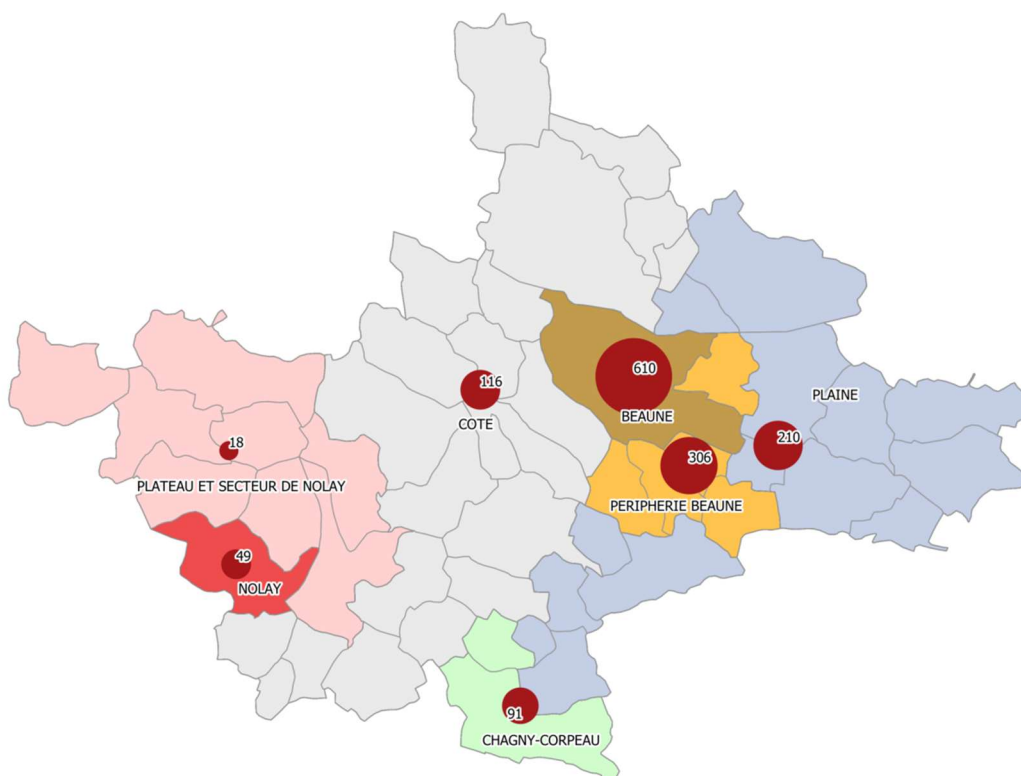 610
116
BEAUNE
PLAINE
COTE
210
18
306
PLATEAU ET SECTEUR DE NOLAY
PERIPHERIE BEAUNE
49
NOLAY
91
CHAGNY-CORPEAU